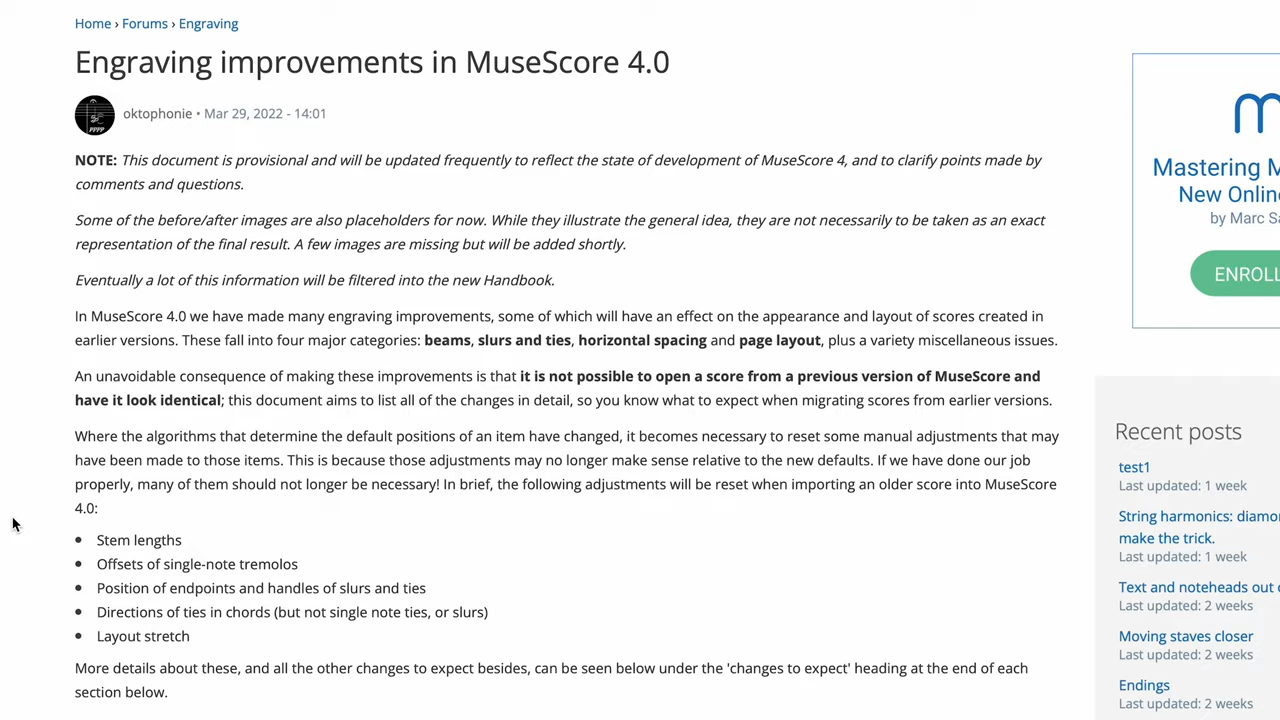 Home › Forums › Engraving
Engraving improvements in MuseScore 4.0
oktophonie • Mar 29, 2022 - 14:01
NOTE: This document is provisional and will be updated frequently to reflect the state of development of MuseScore 4, and to clarify points made by
comments and questions.
Some of the before/after images are also placeholders for now. While they illustrate the general idea, they are not necessarily to be taken as an exact
representation of the final result. A few images are missing but will be added shortly.
Eventually a lot of this information will be filtered into the new Handbook.
In MuseScore 4.0 we have made many engraving improvements, some of which will have an effect on the appearance and layout of scores created in
earlier versions. These fall into four major categories: beams, slurs and ties, horizontal spacing and page layout, plus a variety miscellaneous issues.
An unavoidable consequence of making these improvements is that it is not possible to open a score from a previous version of MuseScore and
have it look identical; this document aims to list all of the changes in detail, so you know what to expect when migrating scores from earlier versions.
Where the algorithms that determine the default positions of an item have changed, it becomes necessary to reset some manual adjustments that may
have been made to those items. This is because those adjustments may no longer make sense relative to the new defaults. If we have done our job
properly, many of them should not longer be necessary! In brief, the following adjustments will be reset when importing an older score into MuseScore
4.0:
• Stem lengths
• Offsets of single-note tremolos
• Position of endpoints and handles of slurs and ties
• Directions of ties in chords (but not single note ties, or slurs)
• Layout stretch
More details about these, and all the other changes to expect besides, can be seen below under the 'changes to expect' heading at the end of each
section below.
Mastering M
New Onlin
by Marc Sa
ENROLL
Recent posts
test1
Last updated: 1 week
String harmonics: diamo
make the trick.
Last updated: 1 week
Text and noteheads out
Last updated: 2 weeks
Moving staves closer
Last updated: 2 weeks
Endings
Last updated: 2 weeks